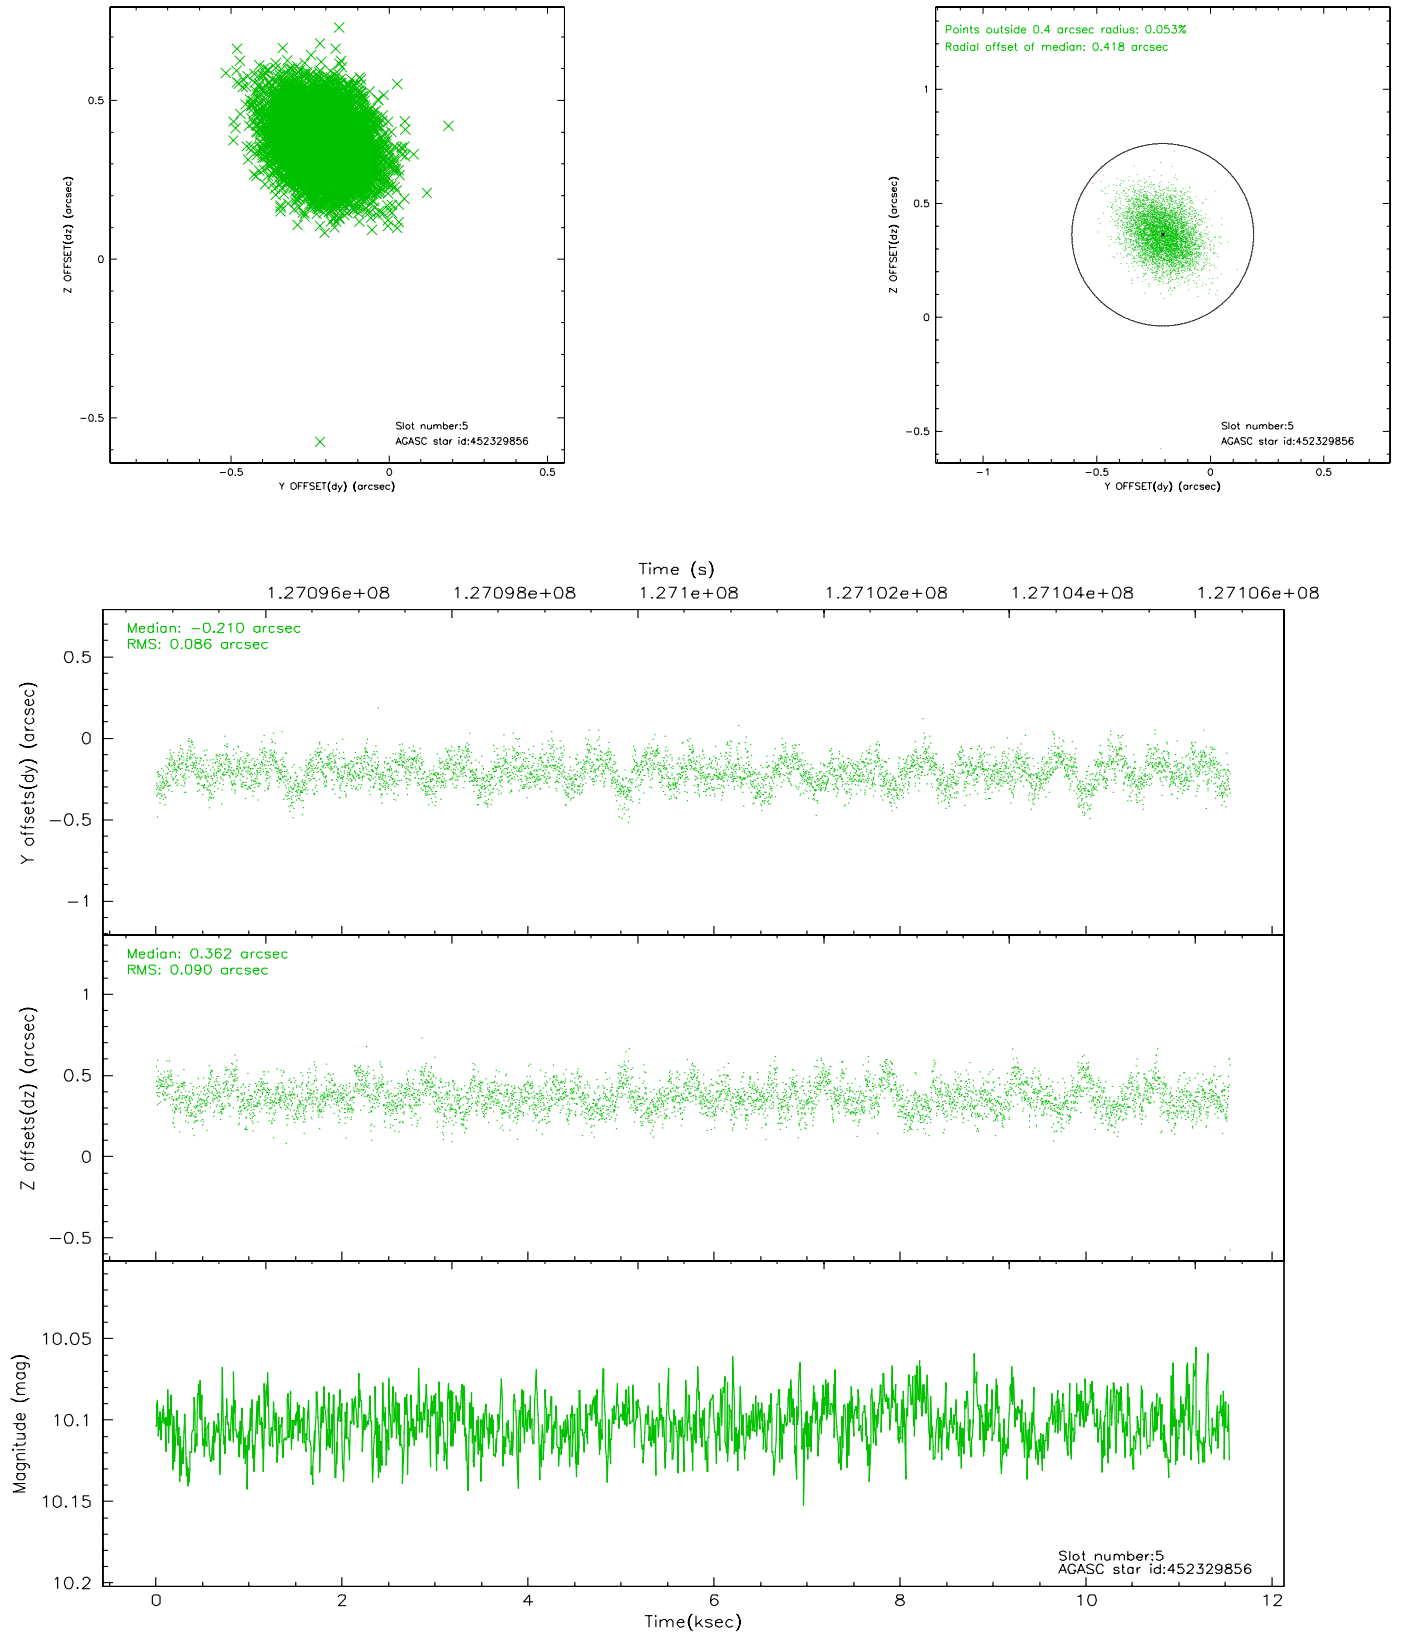 0.5
0
−0.5
Z OFFSET(dz) (arcsec)
Slot number:5
AGASC star id:452329856
−0.5
0
0.5
Y OFFSET(dy) (arcsec)
Points outside 0.4 arcsec radius: 0.053%
Radial offset of median: 0.418 arcsec
1
0.5
0
−0.5
Z OFFSET(dz) (arcsec)
Slot number:5
AGASC star id:452329856
−1
−0.5
0
0.5
Y OFFSET(dy) (arcsec)
Time (s)
1.27096e+08
1.27098e+08
1.271e+08
1.27102e+08
1.27104e+08
1.27106e+08
Median: −0.210 arcsec
RMS: 0.086 arcsec
0.5
0
−0.5
−1
Y offsets(dy) (arcsec)
Median: 0.362 arcsec
RMS: 0.090 arcsec
1
0.5
0
−0.5
Z offsets(dz) (arcsec)
10.05
10.1
10.15
10.2
Magnitude (mag)
Slot number:5
AGASC star id:452329856
0
2
4
6
8
10
12
Time(ksec)